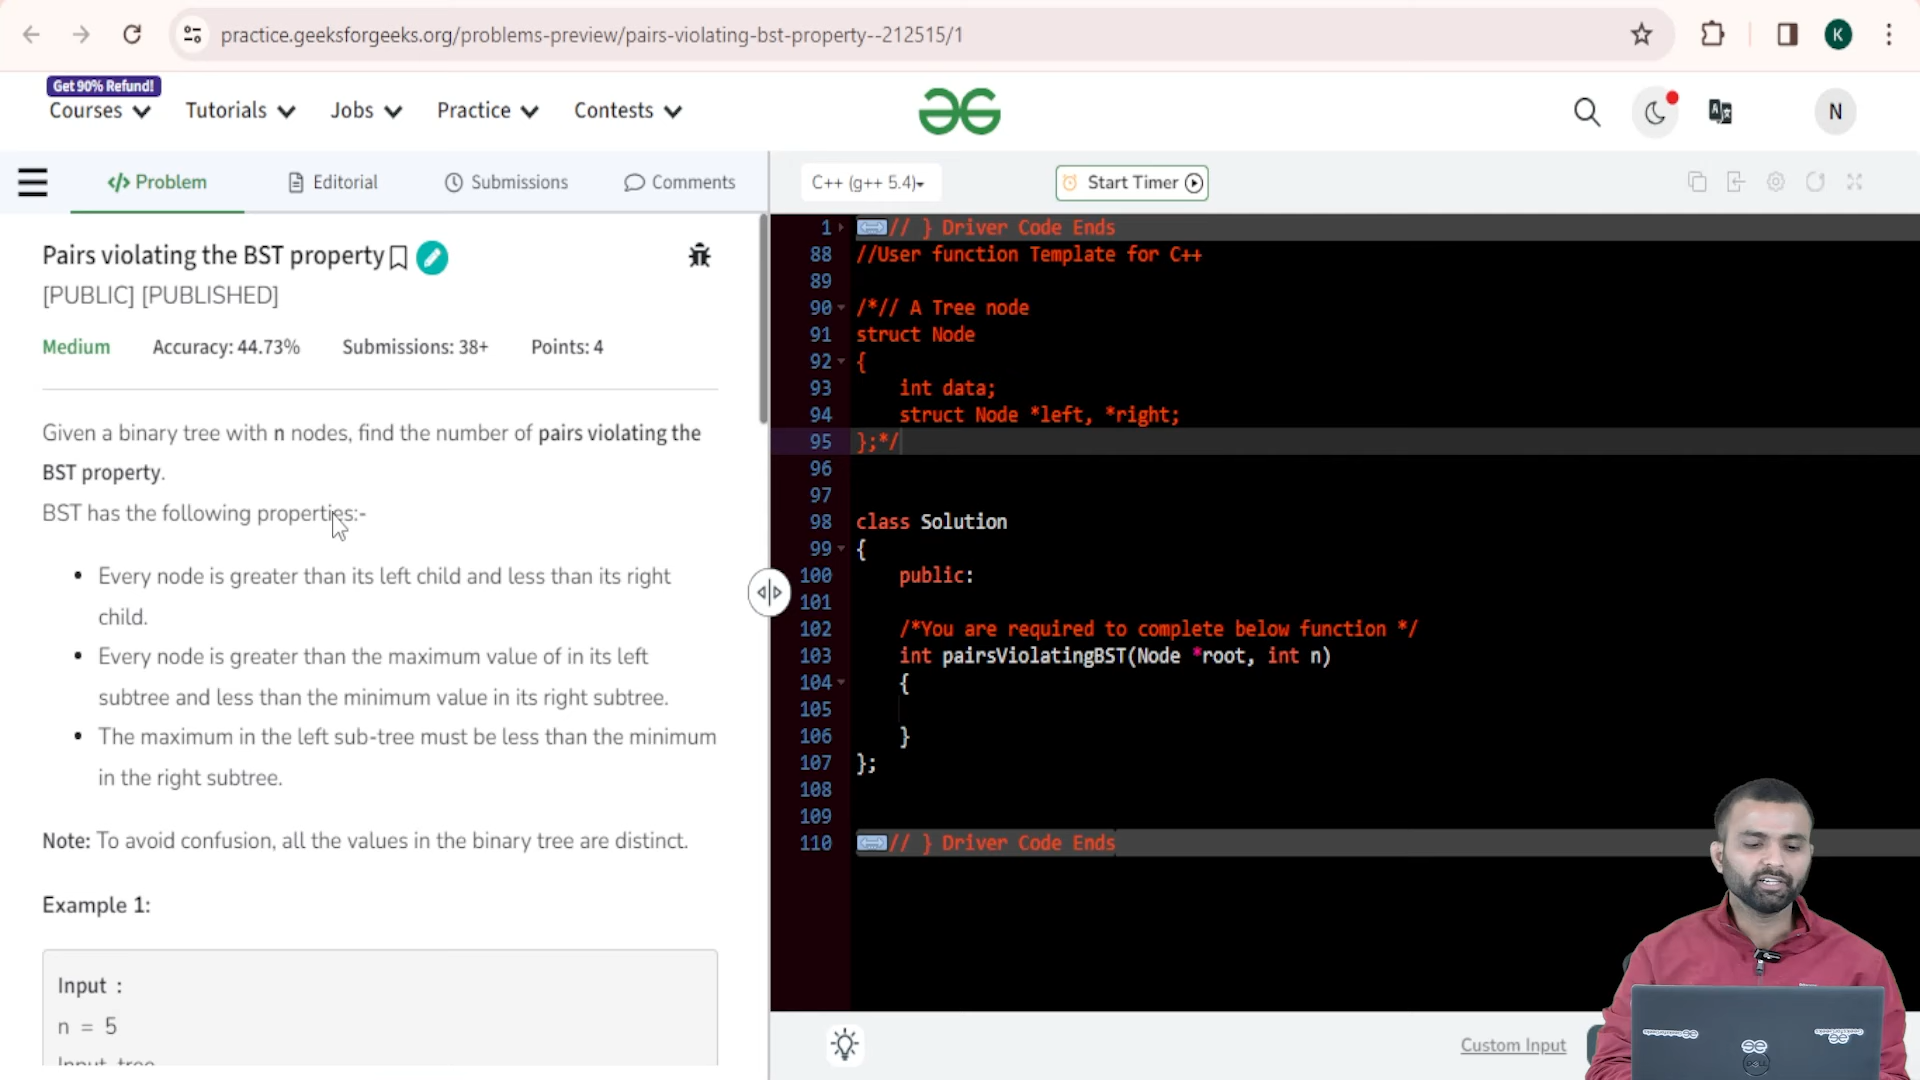 practice.geeksforgeeks.org/problems-preview/pairs-violating-bst-property--212515/1
K
Get 90% Refund!
Courses
Tutorials
Jobs
Practice
Contests
N
</> Problem
Editorial
Submissions
Comments
C++ (g++ 5.4)
Start Timer
Pairs violating the BST property
[PUBLIC] [PUBLISHED]
Medium Accuracy: 44.73% Submissions: 38+ Points: 4
Given a binary tree with n nodes, find the number of pairs violating the
BST property.
BST has the following properties:-
• Every node is greater than its left child and less than its right
child.
• Every node is greater than the maximum value of in its left
subtree and less than the minimum value in its right subtree.
• The maximum in the left sub-tree must be less than the minimum
in the right subtree.
Note: To avoid confusion, all the values in the binary tree are distinct.
Example 1:
Input :
n = 5
Input tree
1 // } Driver Code Ends
88 //User function Template for C++
89
90 /*// A Tree node
91 struct Node
92 {
93 int data;
94 struct Node *left, *right;
95 };*/
96
97
98 class Solution
99 {
100 public:
101
102 /*You are required to complete below function */
103 int pairsViolatingBST(Node *root, int n)
104 {
105
106 }
107 };
108
109
110 // } Driver Code Ends
Custom Input
DELL